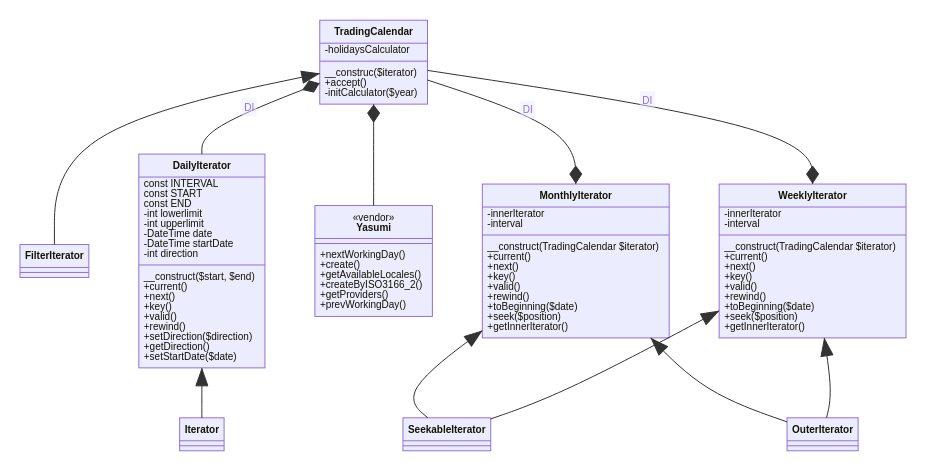 TradingCalendar
-holidaysCalculator
__construc($iterator)
+accept()
-initCalculator($year)
DI
DI
DI
DailyIterator
const INTERVAL
const START
const END
-int lowerlimit
-int upperlimit
-DateTime date
-DateTime startDate
-int direction
__construct($start, $end)
+current()
+next()
+key()
+valid()
+rewind()
+setDirection($direction)
+getDirection()
+setStartDate($date)
FilterIterator
«vendor»
Yasumi
+nextWorkingDay()
+create()
+getAvailableLocales()
+createByISO3166_2()
+getProviders()
+prevWorkingDay()
MonthlyIterator
-innerIterator
-interval
__construct(TradingCalendar $iterator)
+current()
+next()
+key()
+valid()
+rewind()
+toBeginning($date)
+seek($position)
+getInnerIterator()
WeeklyIterator
-innerIterator
-interval
__construct(TradingCalendar $iterator)
+current()
+next()
+key()
+valid()
+rewind()
+toBeginning($date)
+seek($position)
+getInnerIterator()
Iterator
SeekableIterator
OuterIterator